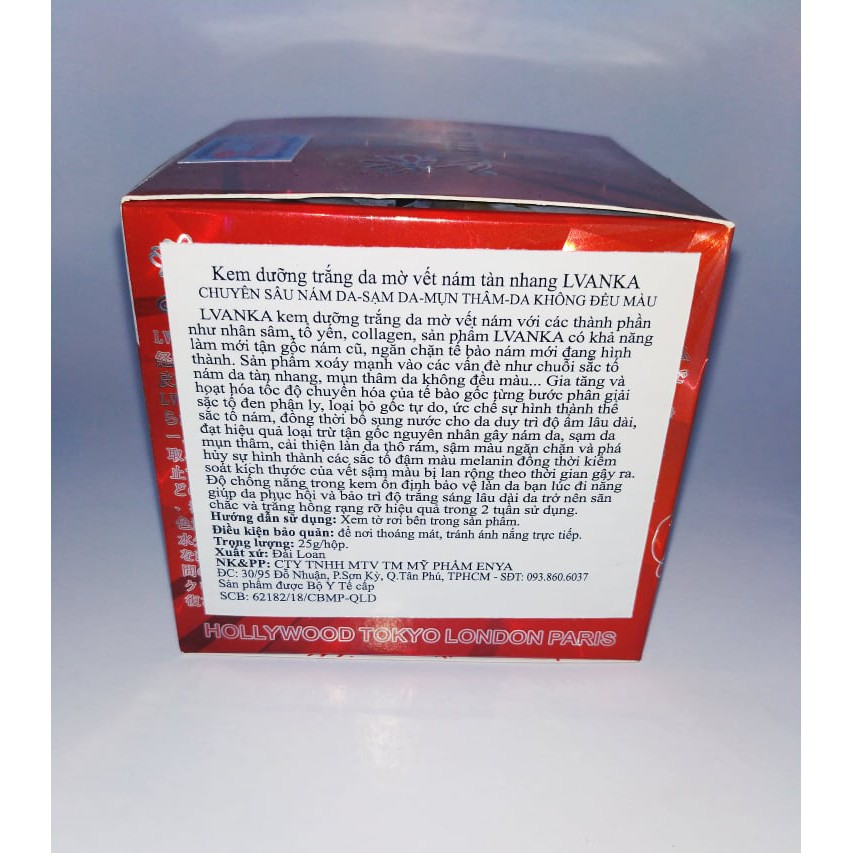 Kem dưỡng trắng da mờ vết nám tàn nhang LVANKA
CHUYÊN SÂU NÁM DA-SẠM DA-MỤN THÂM-DA KHÔNG ĐỀU MÀU
LVANKA kem dưỡng trắng da mờ vết nám với các thành phần
như nhân sâm, tổ yến, collagen, sản phẩm LVANKA có khả năng
làm mới tận gốc nám cũ, ngăn chặn tế bào nám mới đang hình
thành. Sản phẩm xoáy mạnh vào các vấn đè như chuỗi sắc tố
nám da tàn nhang, mụn thâm da không đều màu... Gia tăng và
hoạt hóa tốc độ chuyển hóa của tế bào gốc từng bước phân giải
sặc tố đen phân ly, loại bỏ gốc tự do, ức chế sự hình thành thể
sắc tố nám, đồng thời bổ sung nước cho da duy trì độ ẩm lâu dài,
đạt hiệu quả loại trừ tận gốc nguyên nhân gây nám da, sạm da
mụn thâm, cải thiện làn da thô rám, sậm màu ngăn chặn và phá
hủy sự hình thành các sắc tố đậm màu melanin đồng thời kiểm
soát kích thước của vết sậm màu bị lan rộng theo thời gian gây ra.
Độ chống năng trong kem ổn định bảo vệ làn da bạn lúc đi nắng
giúp da phục hồi và bảo trì độ trắng sáng lâu dài da trở nên săn
chắc và trắng hồng rạng rỡ hiệu quả trong 2 tuần sử dụng.
Hướng dẫn sử dụng: Xem tờ rơi bên trong sản phẩm.
Điều kiện bảo quản: để nơi thoáng mát, tránh ánh nắng trực tiếp.
Trọng lượng: 25g/hộp.
Xuất xứ: Đài Loan
NK&PP: CTY TNHH MTV TM MỸ PHẨM ENYA
ĐC: 30/95 Đỗ Nhuận, P.Sơn Kỳ, Q.Tân Phú, TPHCM - SĐT: 093.860.6037
Sản phẩm được Bộ Y Tế cấp
SCB: 62182/18/CBMP-QLD
HOLLYWOOD TOKYO LONDON PARIS